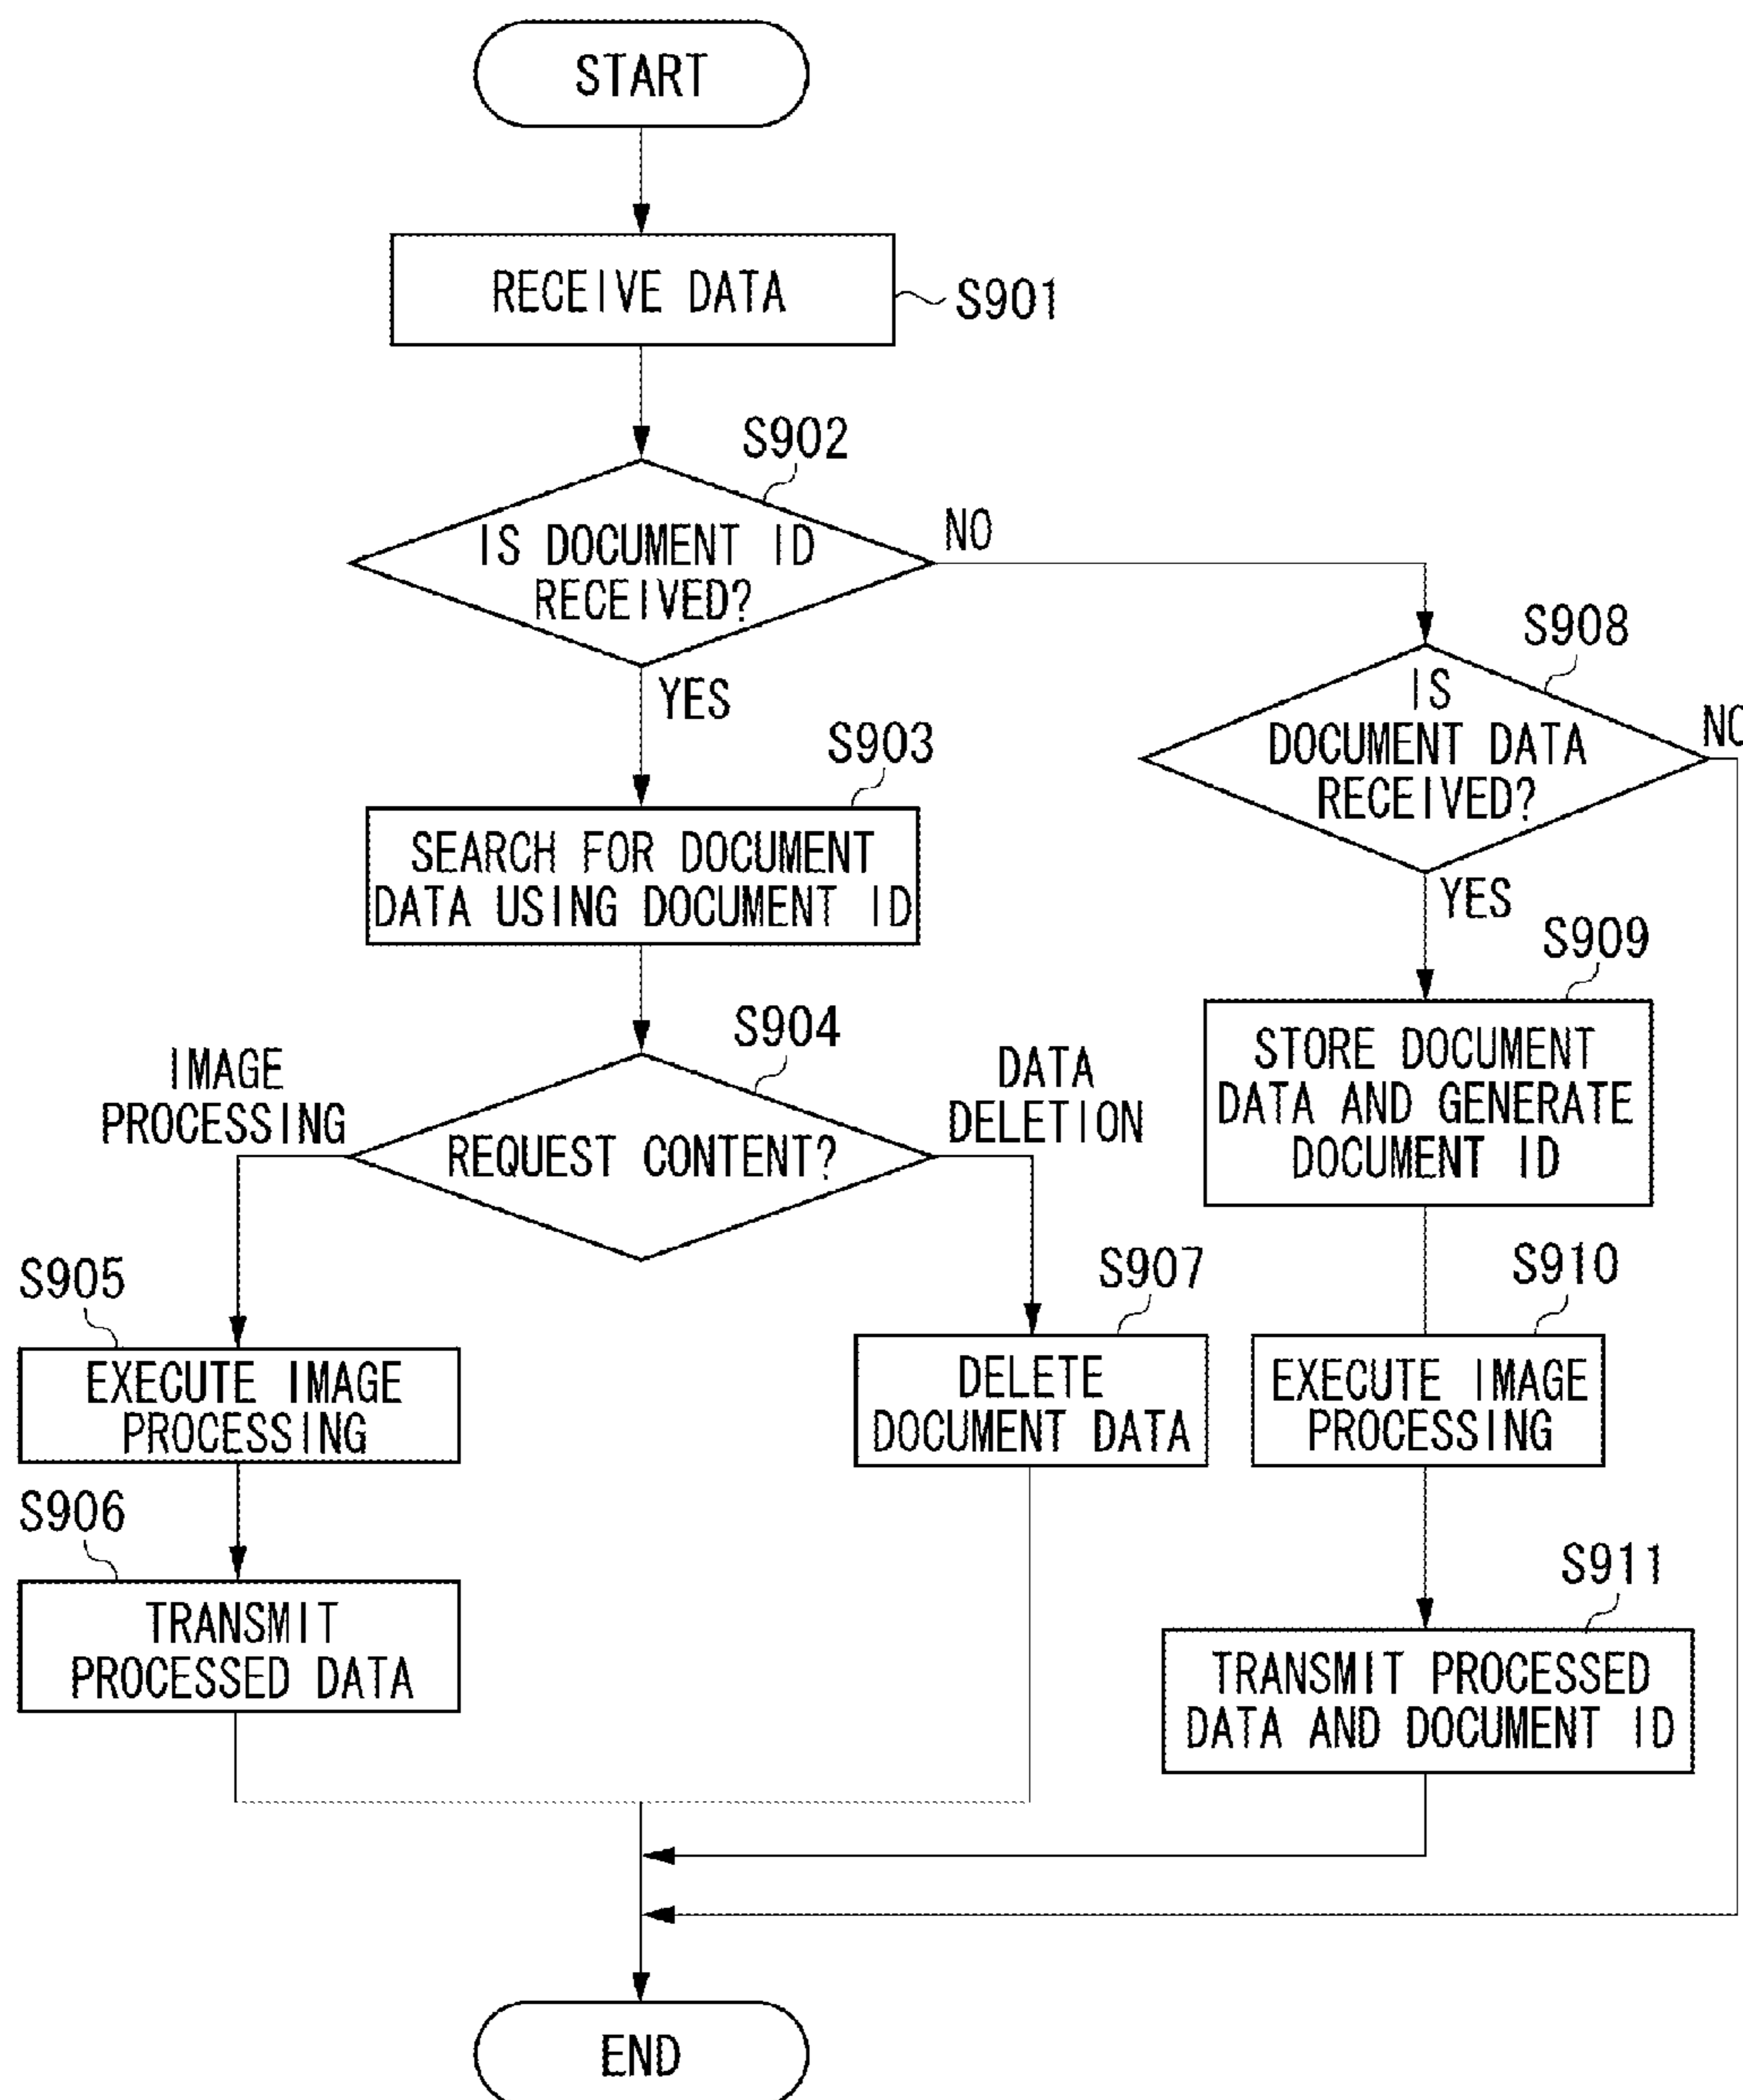 START
RECEIVE DATA
S901
S902
IS DOCUMENT ID
RECEIVED?
NO
YES
S908
IS
DOCUMENT DATA
RECEIVED?
NO
YES
S903
SEARCH FOR DOCUMENT
DATA USING DOCUMENT ID
S909
STORE DOCUMENT
DATA AND GENERATE
DOCUMENT ID
S904
REQUEST CONTENT?
IMAGE
PROCESSING
DATA
DELETION
S905
EXECUTE IMAGE
PROCESSING
S907
DELETE
DOCUMENT DATA
S910
EXECUTE IMAGE
PROCESSING
S906
TRANSMIT
PROCESSED DATA
S911
TRANSMIT PROCESSED
DATA AND DOCUMENT ID
END